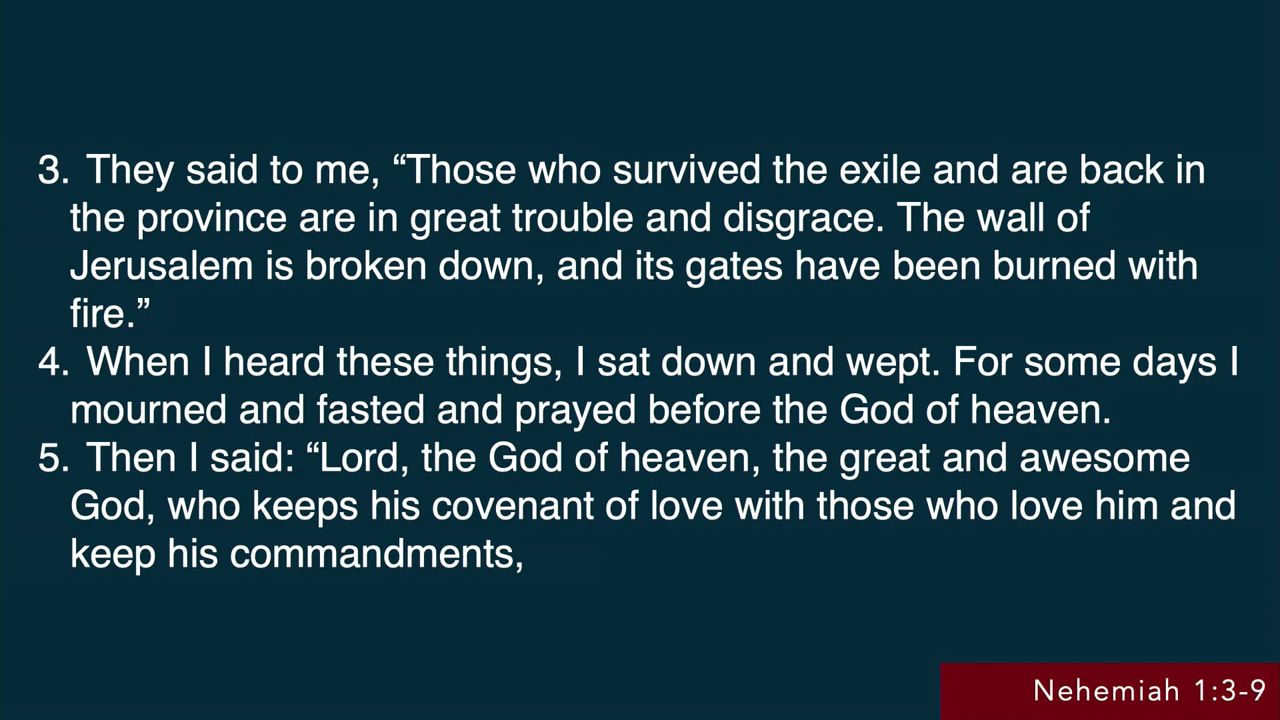 3. They said to me, “Those who survived the exile and are back in
the province are in great trouble and disgrace. The wall of
Jerusalem is broken down, and its gates have been burned with
fire.”
4. When I heard these things, I sat down and wept. For some days I
mourned and fasted and prayed before the God of heaven.
5. Then I said: “Lord, the God of heaven, the great and awesome
God, who keeps his covenant of love with those who love him and
keep his commandments,
Nehemiah 1:3-9